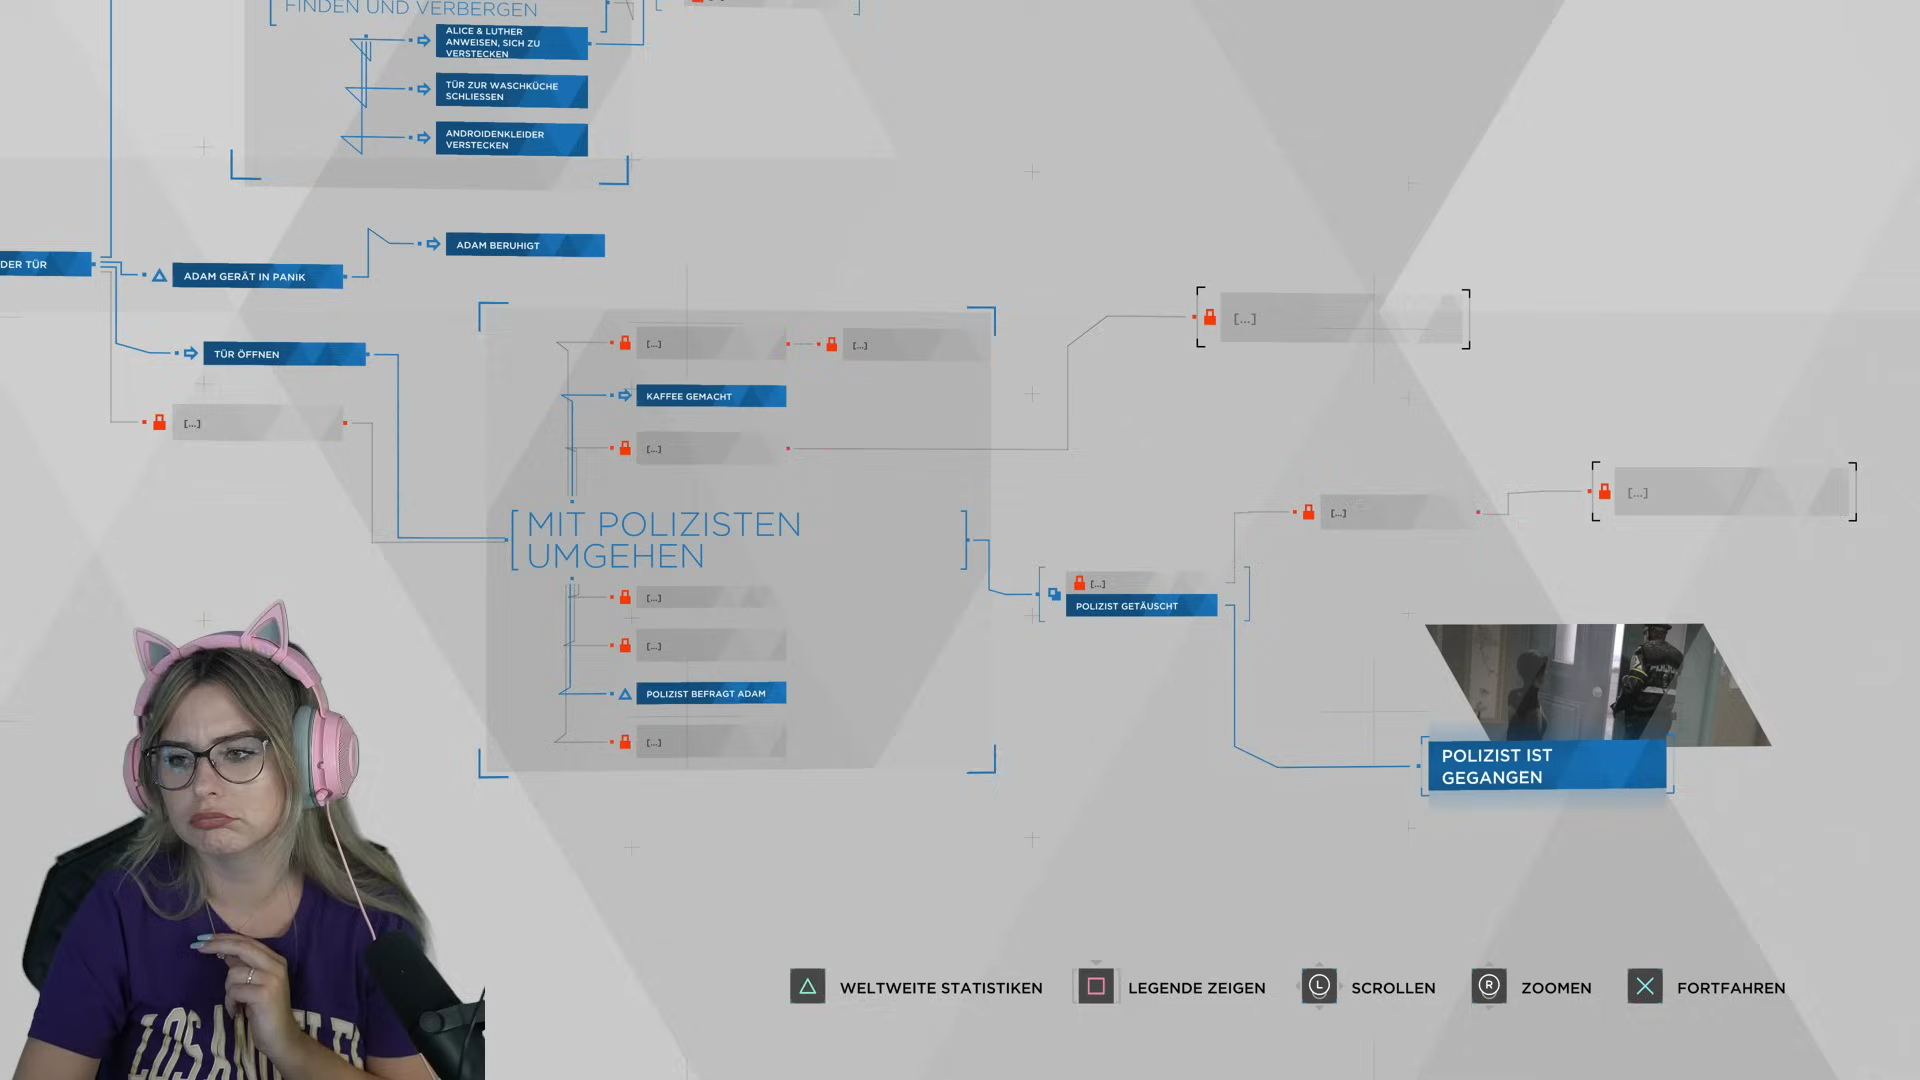 FINDEN UND VERBERGEN
ALICE & LUTHER
ANWEISEN, SICH ZU
VERSTECKEN
TÜR ZUR WASCHKÜCHE
SCHLIESSEN
ANDROIDENKLEIDER
VERSTECKEN
ADAM BERUHIGT
DER TÜR
ADAM GERÄT IN PANIK
[...]
TÜR ÖFFNEN
[...]
[...]
[...]
KAFFEE GEMACHT
[...]
MIT POLIZISTEN
UMGEHEN
[...]
[...]
[...]
POLIZIST GETÄUSCHT
[...]
[...]
POLIZIST BEFRAGT ADAM
[...]
POLIZIST IST
GEGANGEN
LOS ANGELE
WELTWEITE STATISTIKEN
LEGENDE ZEIGEN
L
SCROLLEN
R
ZOOMEN
FORTFAHREN